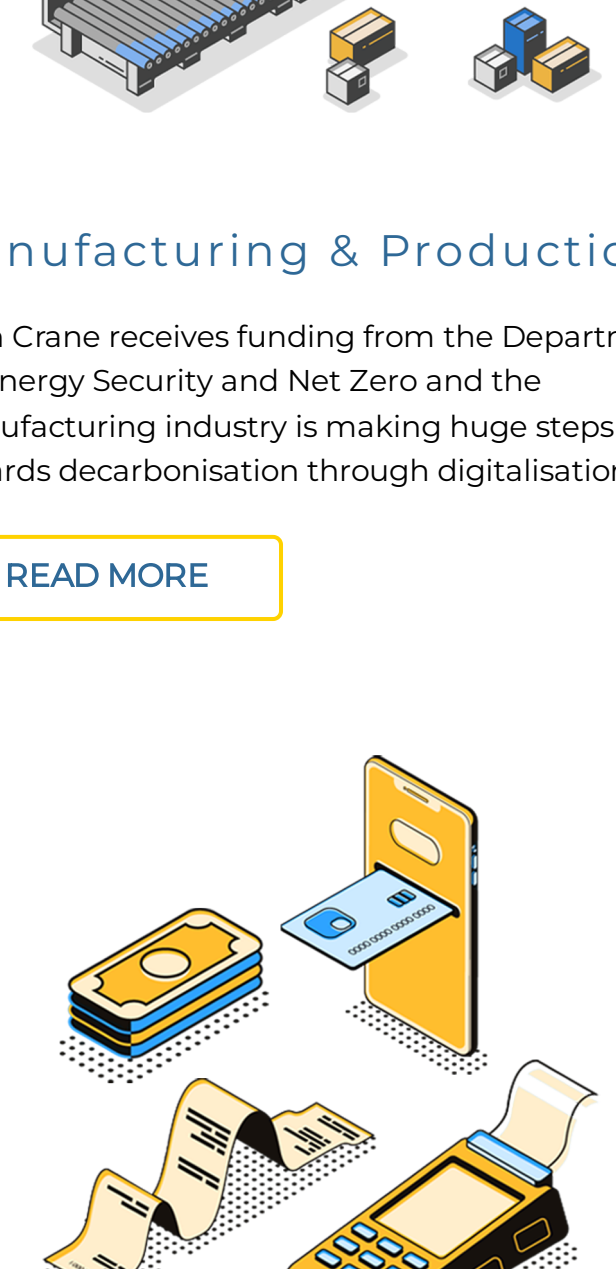 nufacturing & Productio
Crane receives funding from the Departm
nergy Security and Net Zero and the
ufacturing industry is making huge steps
ards decarbonisation through digitalisation
READ MORE